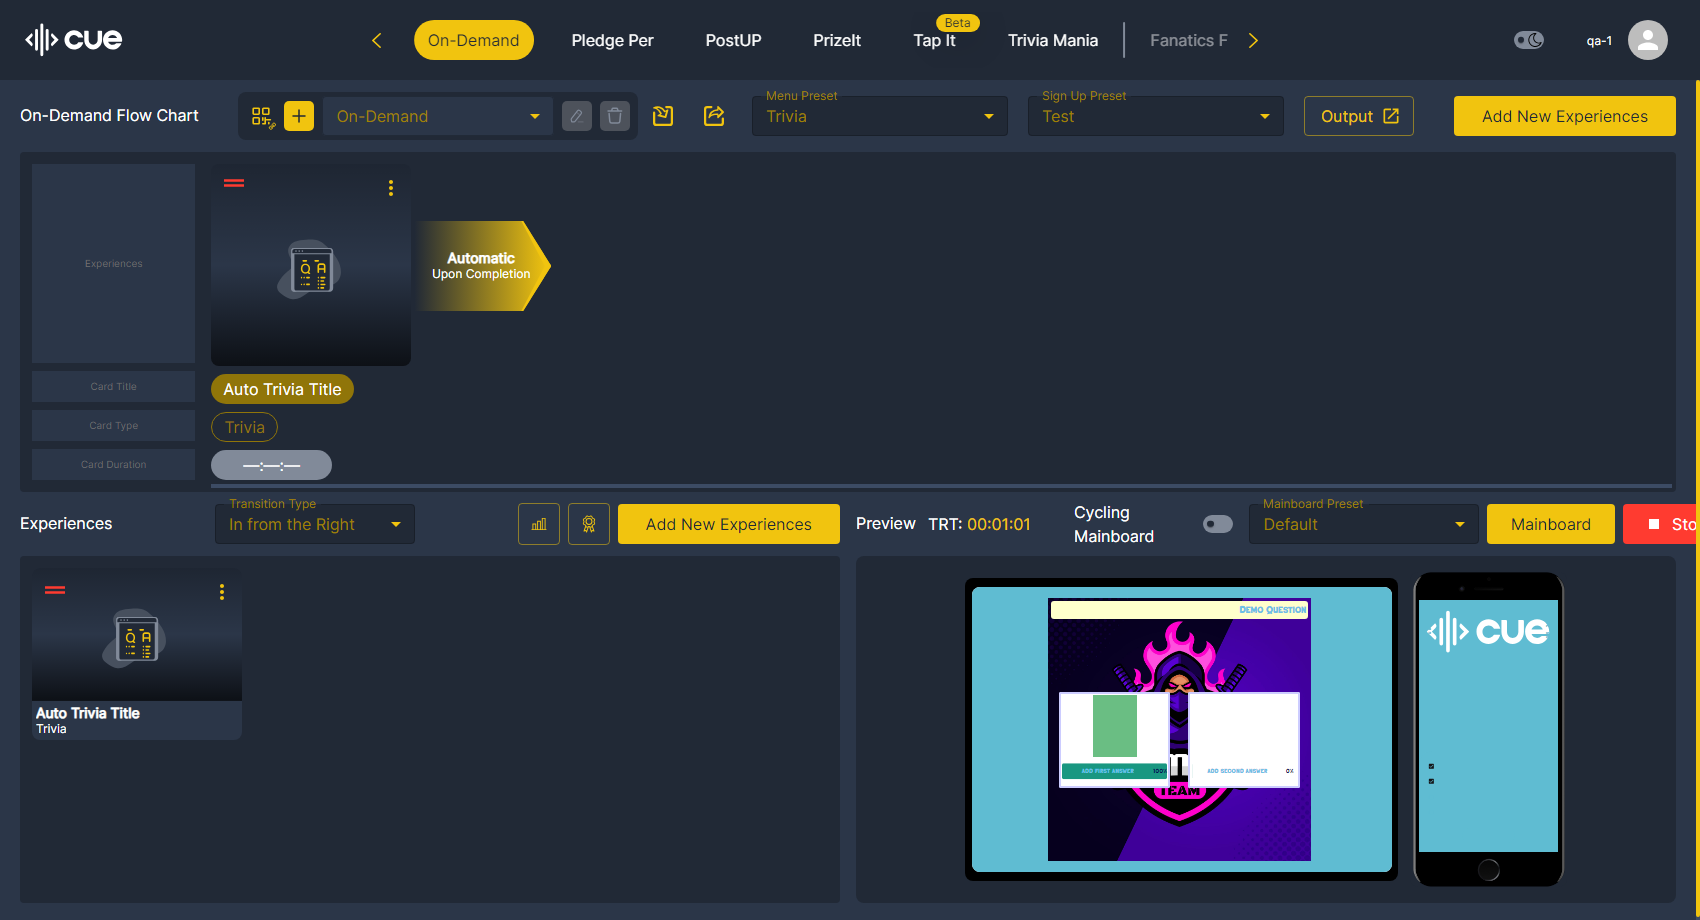 cue
On-Demand
Pledge Per
PostUP
PrizeIt
Beta
Tap It
Trivia Mania
Fanatics F
qa-1
On-Demand Flow Chart
On-Demand
Menu Preset
Trivia
Sign Up Preset
Test
Output
Add New Experiences
Experiences
Automatic
Upon Completion
Q A
Card Title
Auto Trivia Title
Card Type
Trivia
Card Duration
—:—:—
Experiences
Transition Type
In from the Right
Add New Experiences
Preview
TRT: 00:01:01
Cycling
Mainboard
Mainboard Preset
Default
Mainboard
Sto
Q A
Auto Trivia Title
Trivia
Demo Question
ADD FIRST ANSWER
100%
ADD SECOND ANSWER
0%
TEAM
cue